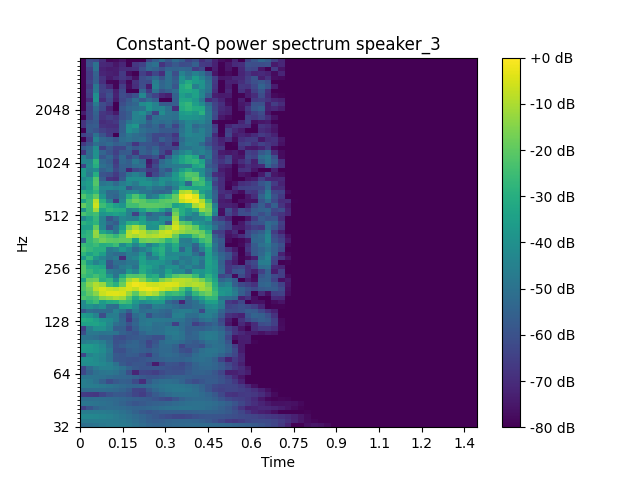 Constant-Q power spectrum speaker_3
Hz
2048
1024
512
256
128
64
32
0 0.15 0.3 0.45 0.6 0.75 0.9 1.1 1.2 1.4
Time
+0 dB
-10 dB
-20 dB
-30 dB
-40 dB
-50 dB
-60 dB
-70 dB
-80 dB